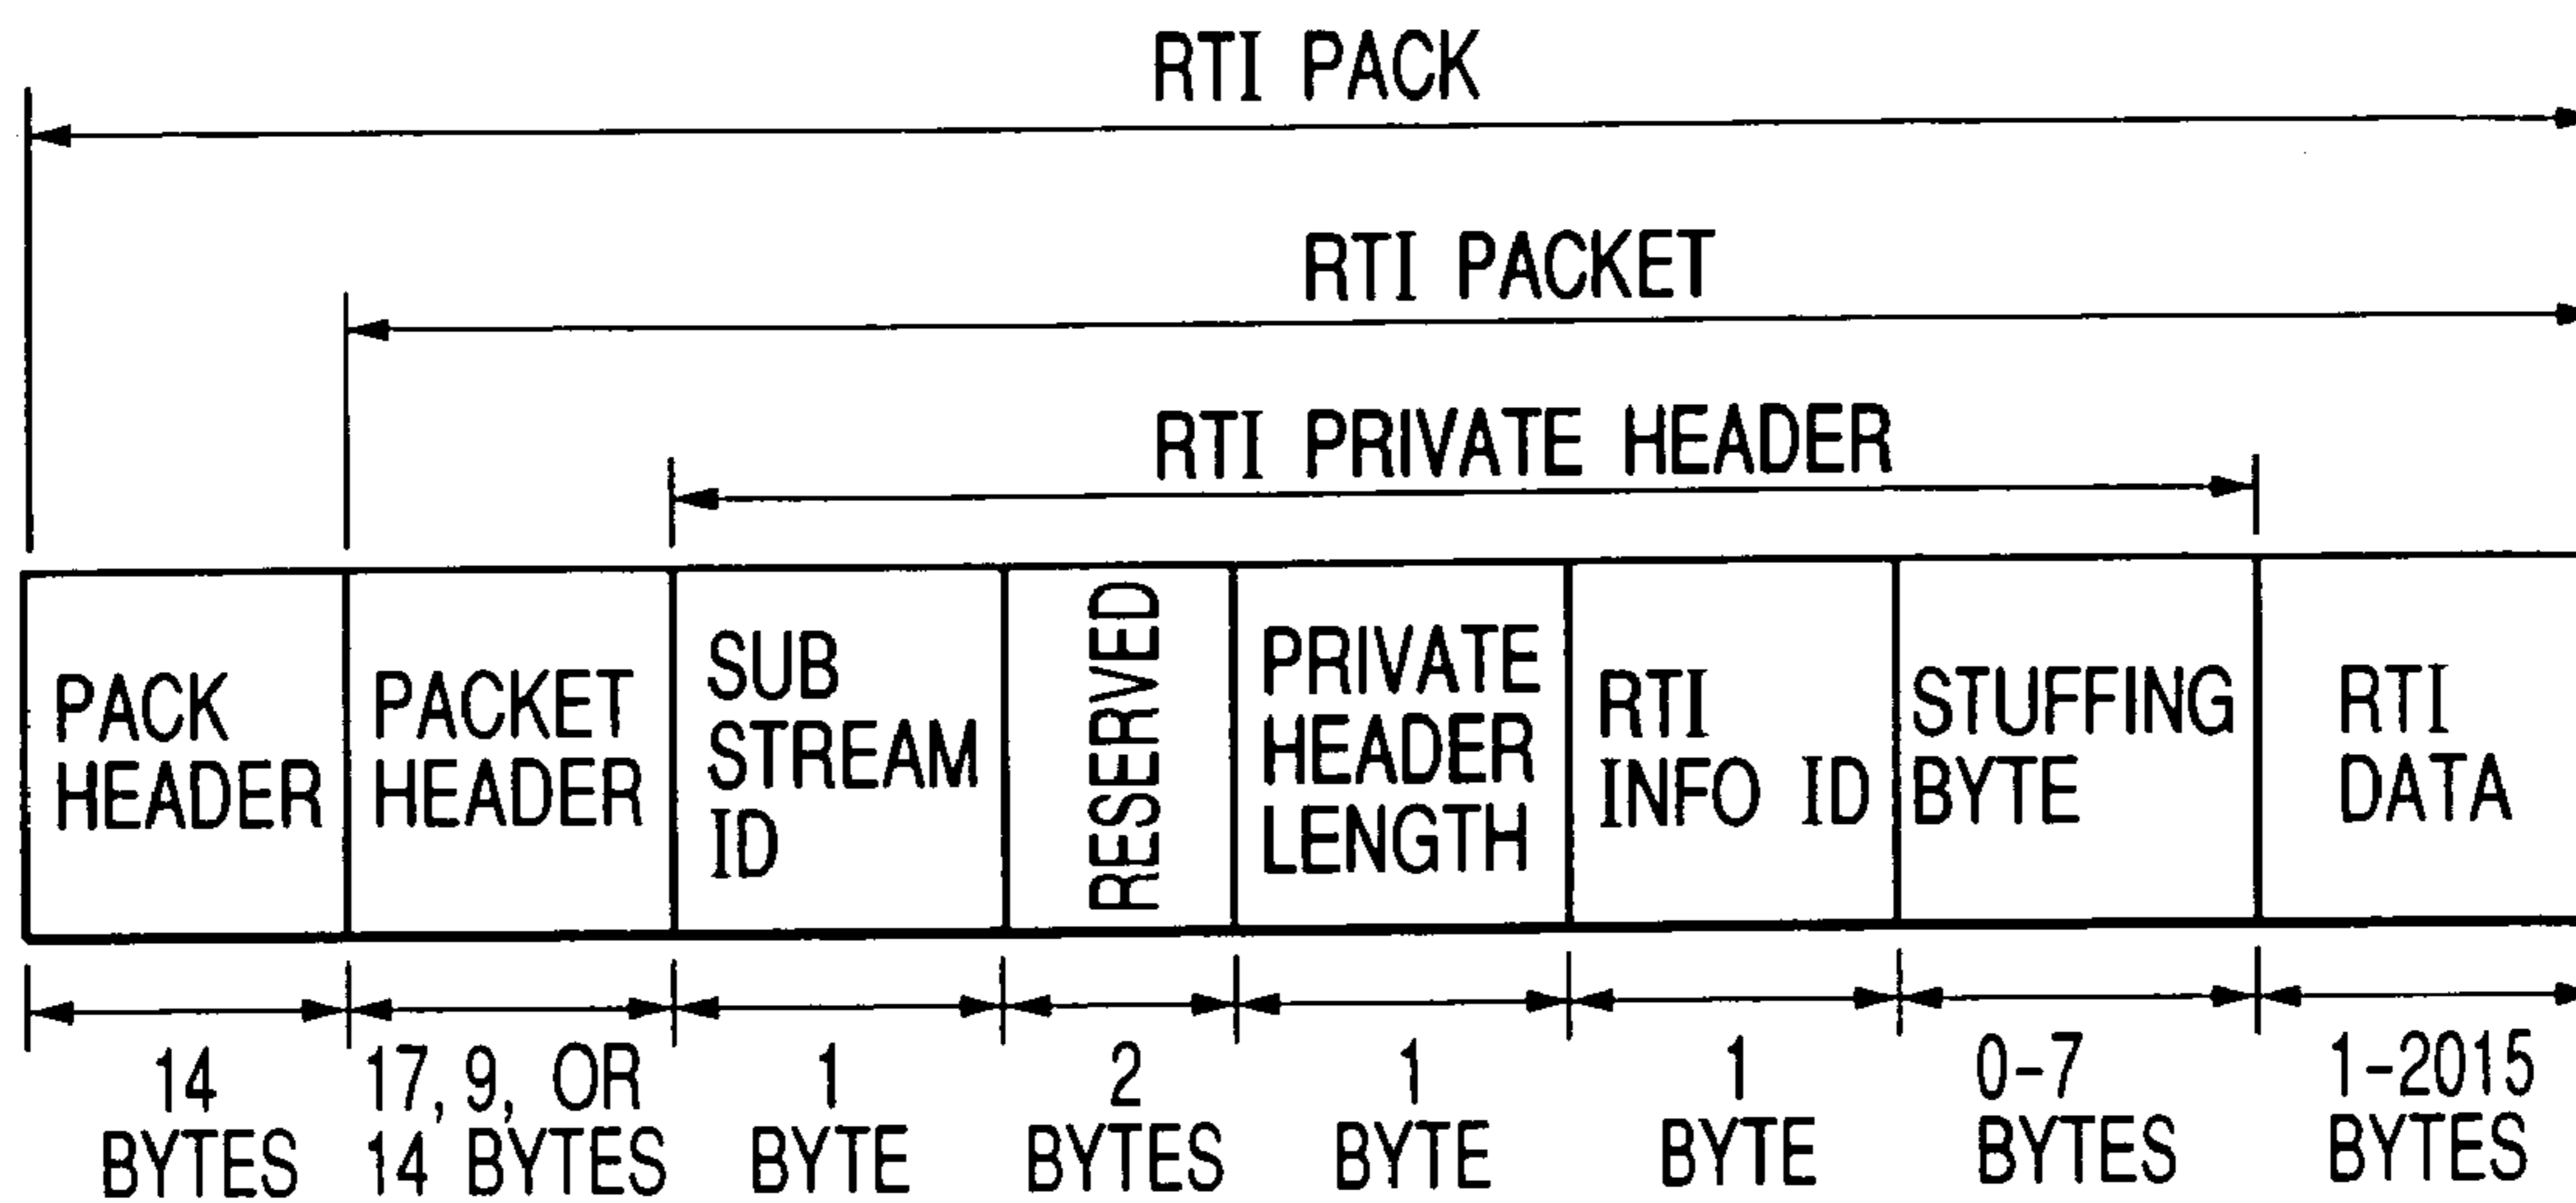 RTI PACK
RTI PACKET
RTI PRIVATE HEADER
PACK
HEADER
PACKET
HEADER
SUB
STREAM
ID
RESERVED
PRIVATE
HEADER
LENGTH
RTI
INFO ID
STUFFING
BYTE
RTI
DATA
14
BYTES
17, 9, OR
14 BYTES
1
BYTE
2
BYTES
1
BYTE
1
BYTE
0-7
BYTES
1-2015
BYTES